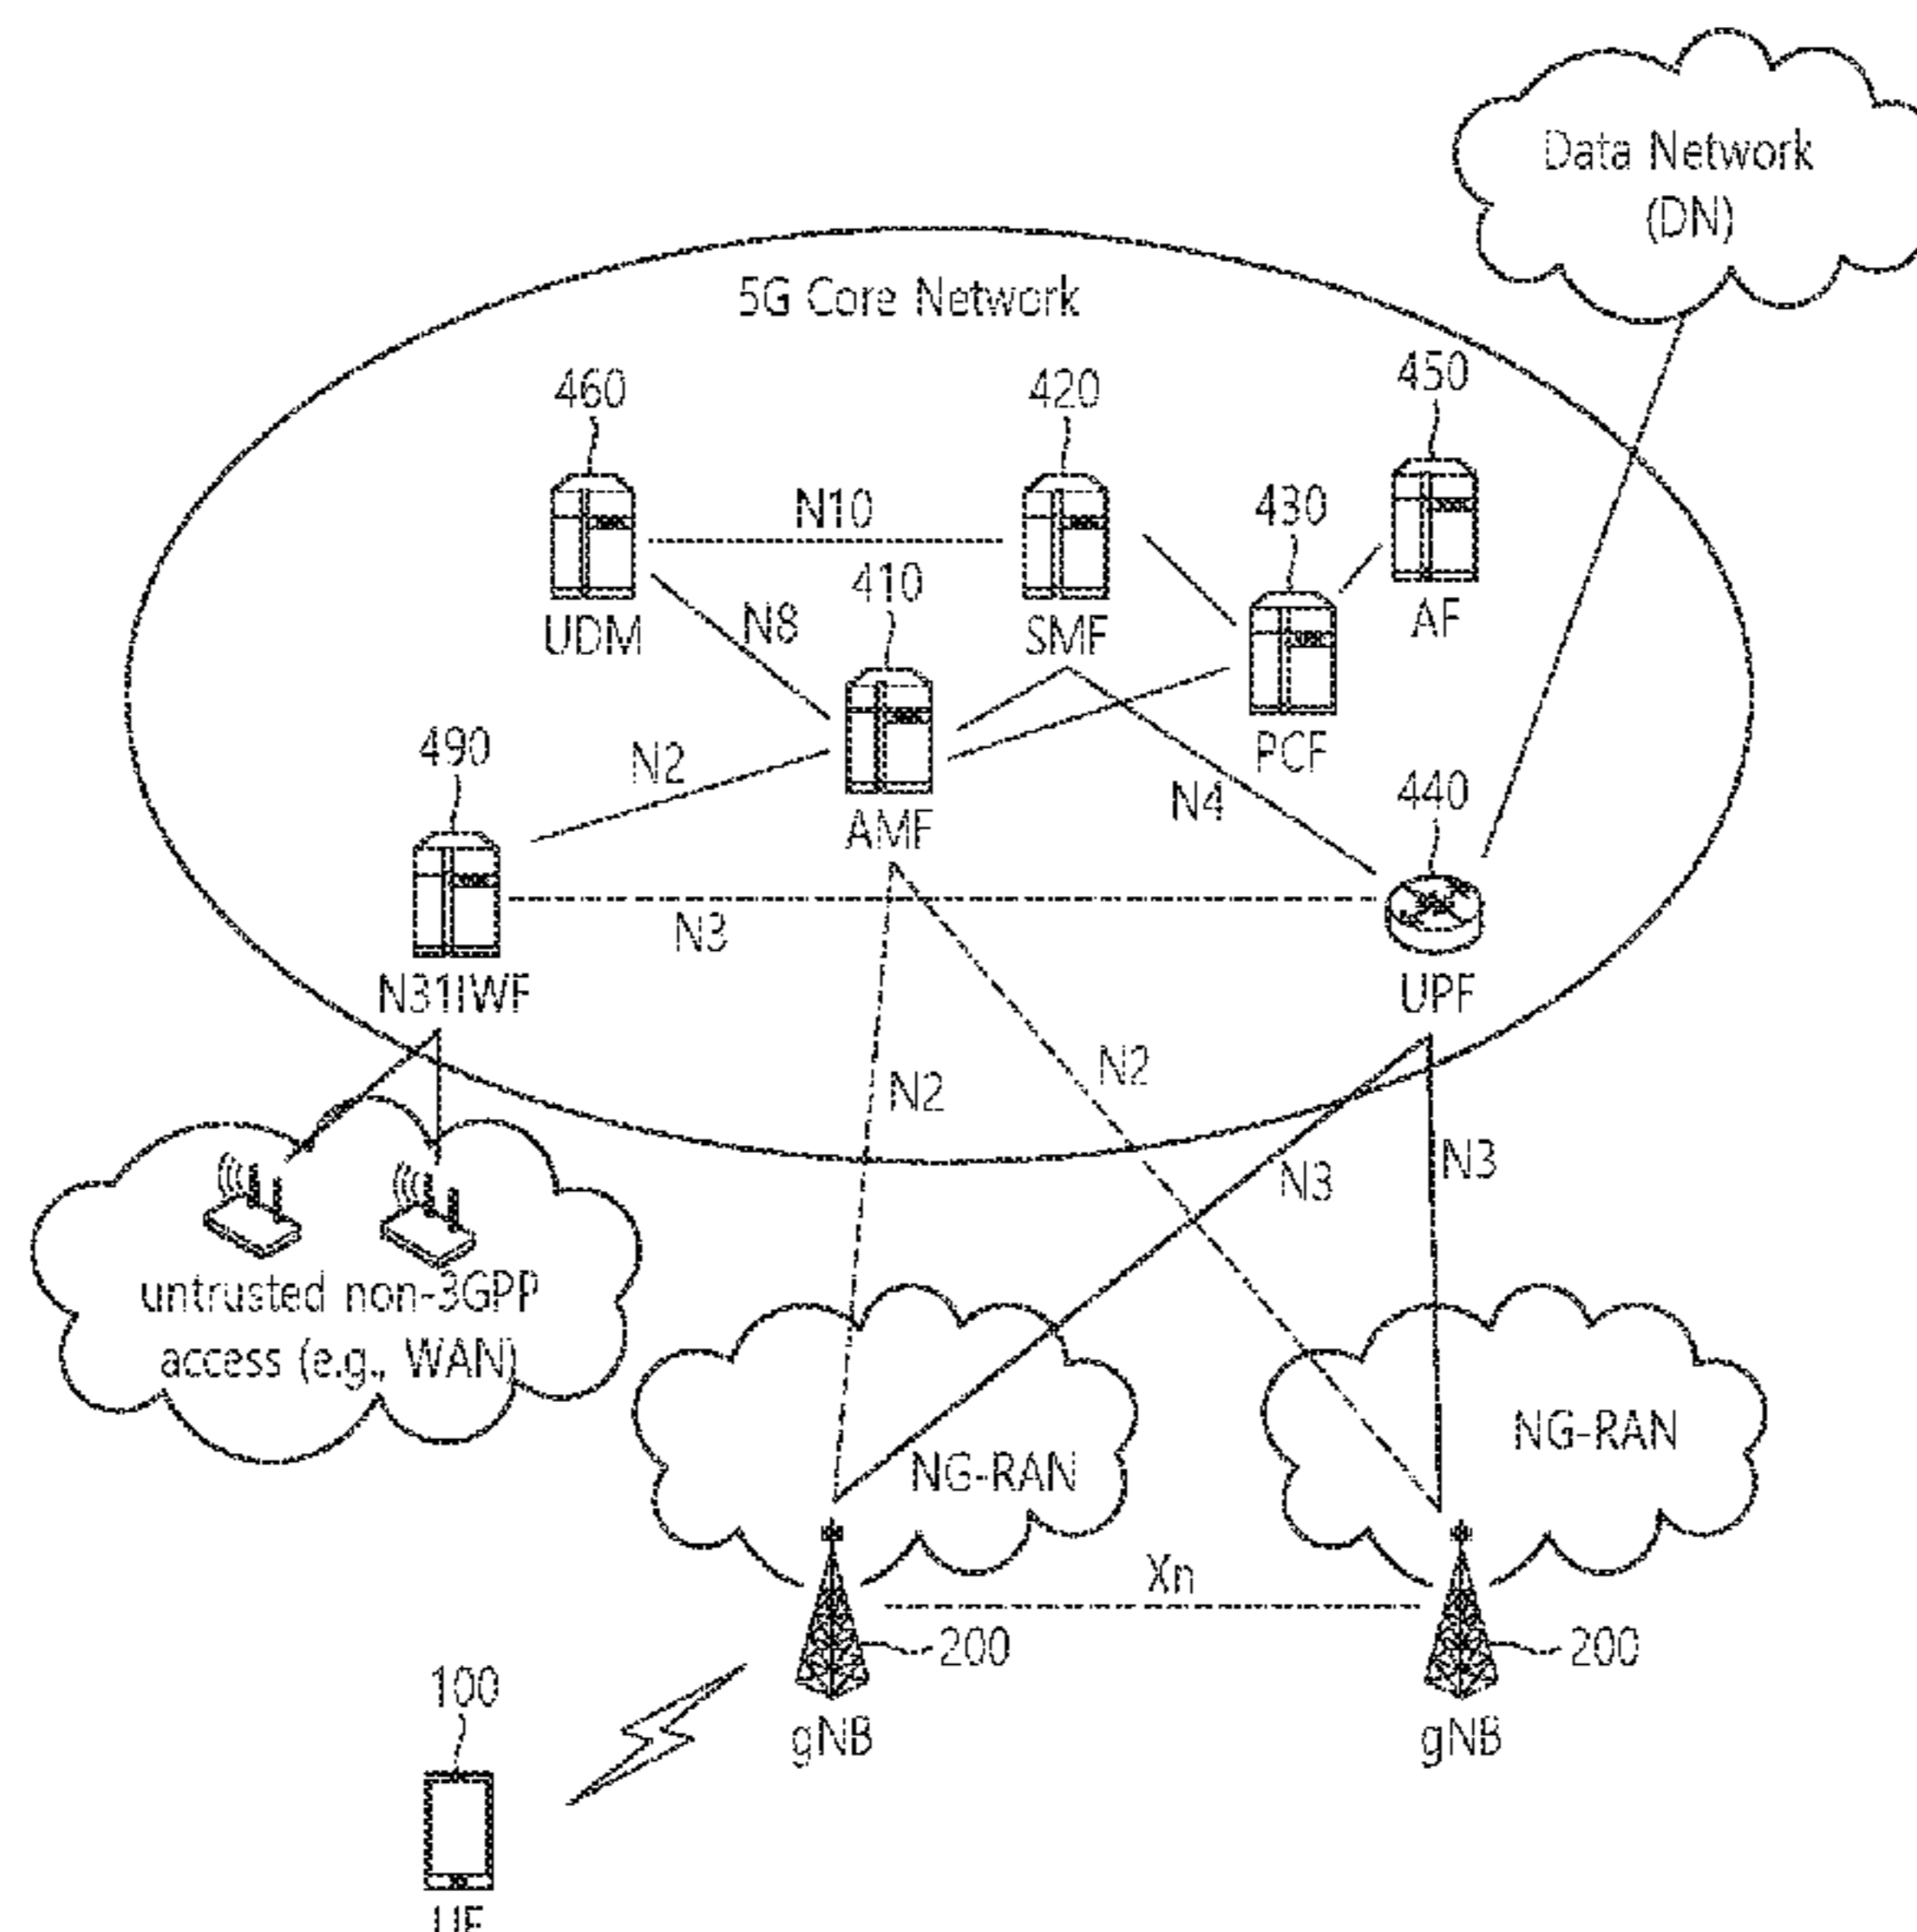 Data Network
(DN)
5G Core Network
460
420
450
N10
430
410
UDM
N8
SMF
AF
490
N2
PCF
N4
440
AMF
N3
N31IWF
UPF
N2
N2
N3
N3
untrusted non-3GPP
access (e.g., WAN)
NG-RAN
NG-RAN
Xn
200
200
100
gNB
gNB
UE